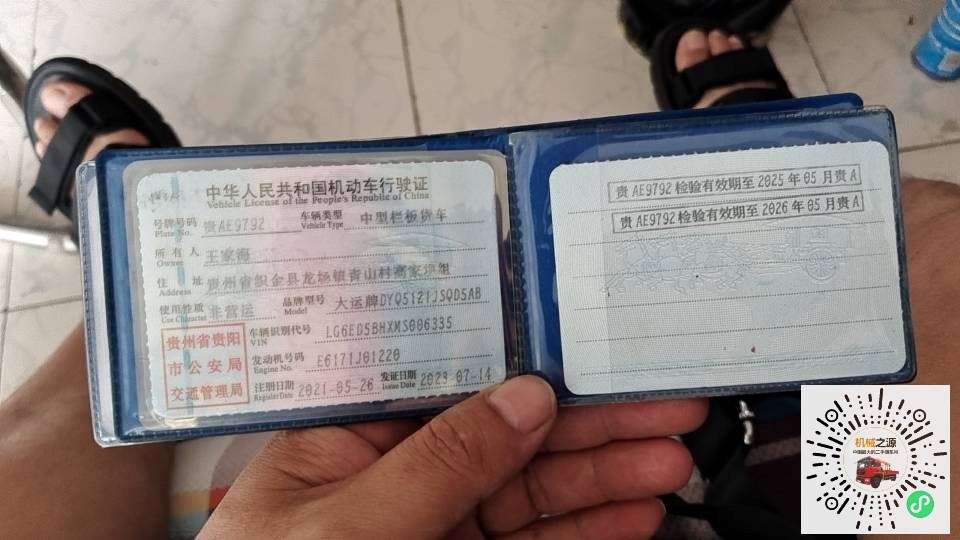 中华人民共和国机动车行驶证
Vehicle License of the People's Republic of China
号牌号码 贵AE9792 车辆类型 中型栏板货车
Plate No. Vehicle Type
所有人 王家海
Owner
住址 贵州省织金县龙场镇青山村
Address
使用性质 非营运 品牌型号 大运牌DYQ5121JSQD5AB
Use Character Model
贵州省贵阳
市公安局
交通管理局
车辆识别代号 LG6ED5BHXMS006335
VIN
发动机号码 E6171J01220
Engine No.
注册日期 2021-05-26 发证日期 2023-07-14
Register Date Issue Date
贵AE9792检验有效期至2025年05月贵A
贵AE9792检验有效期至2026年05月贵A
机械之源
中国最大的二手随车吊